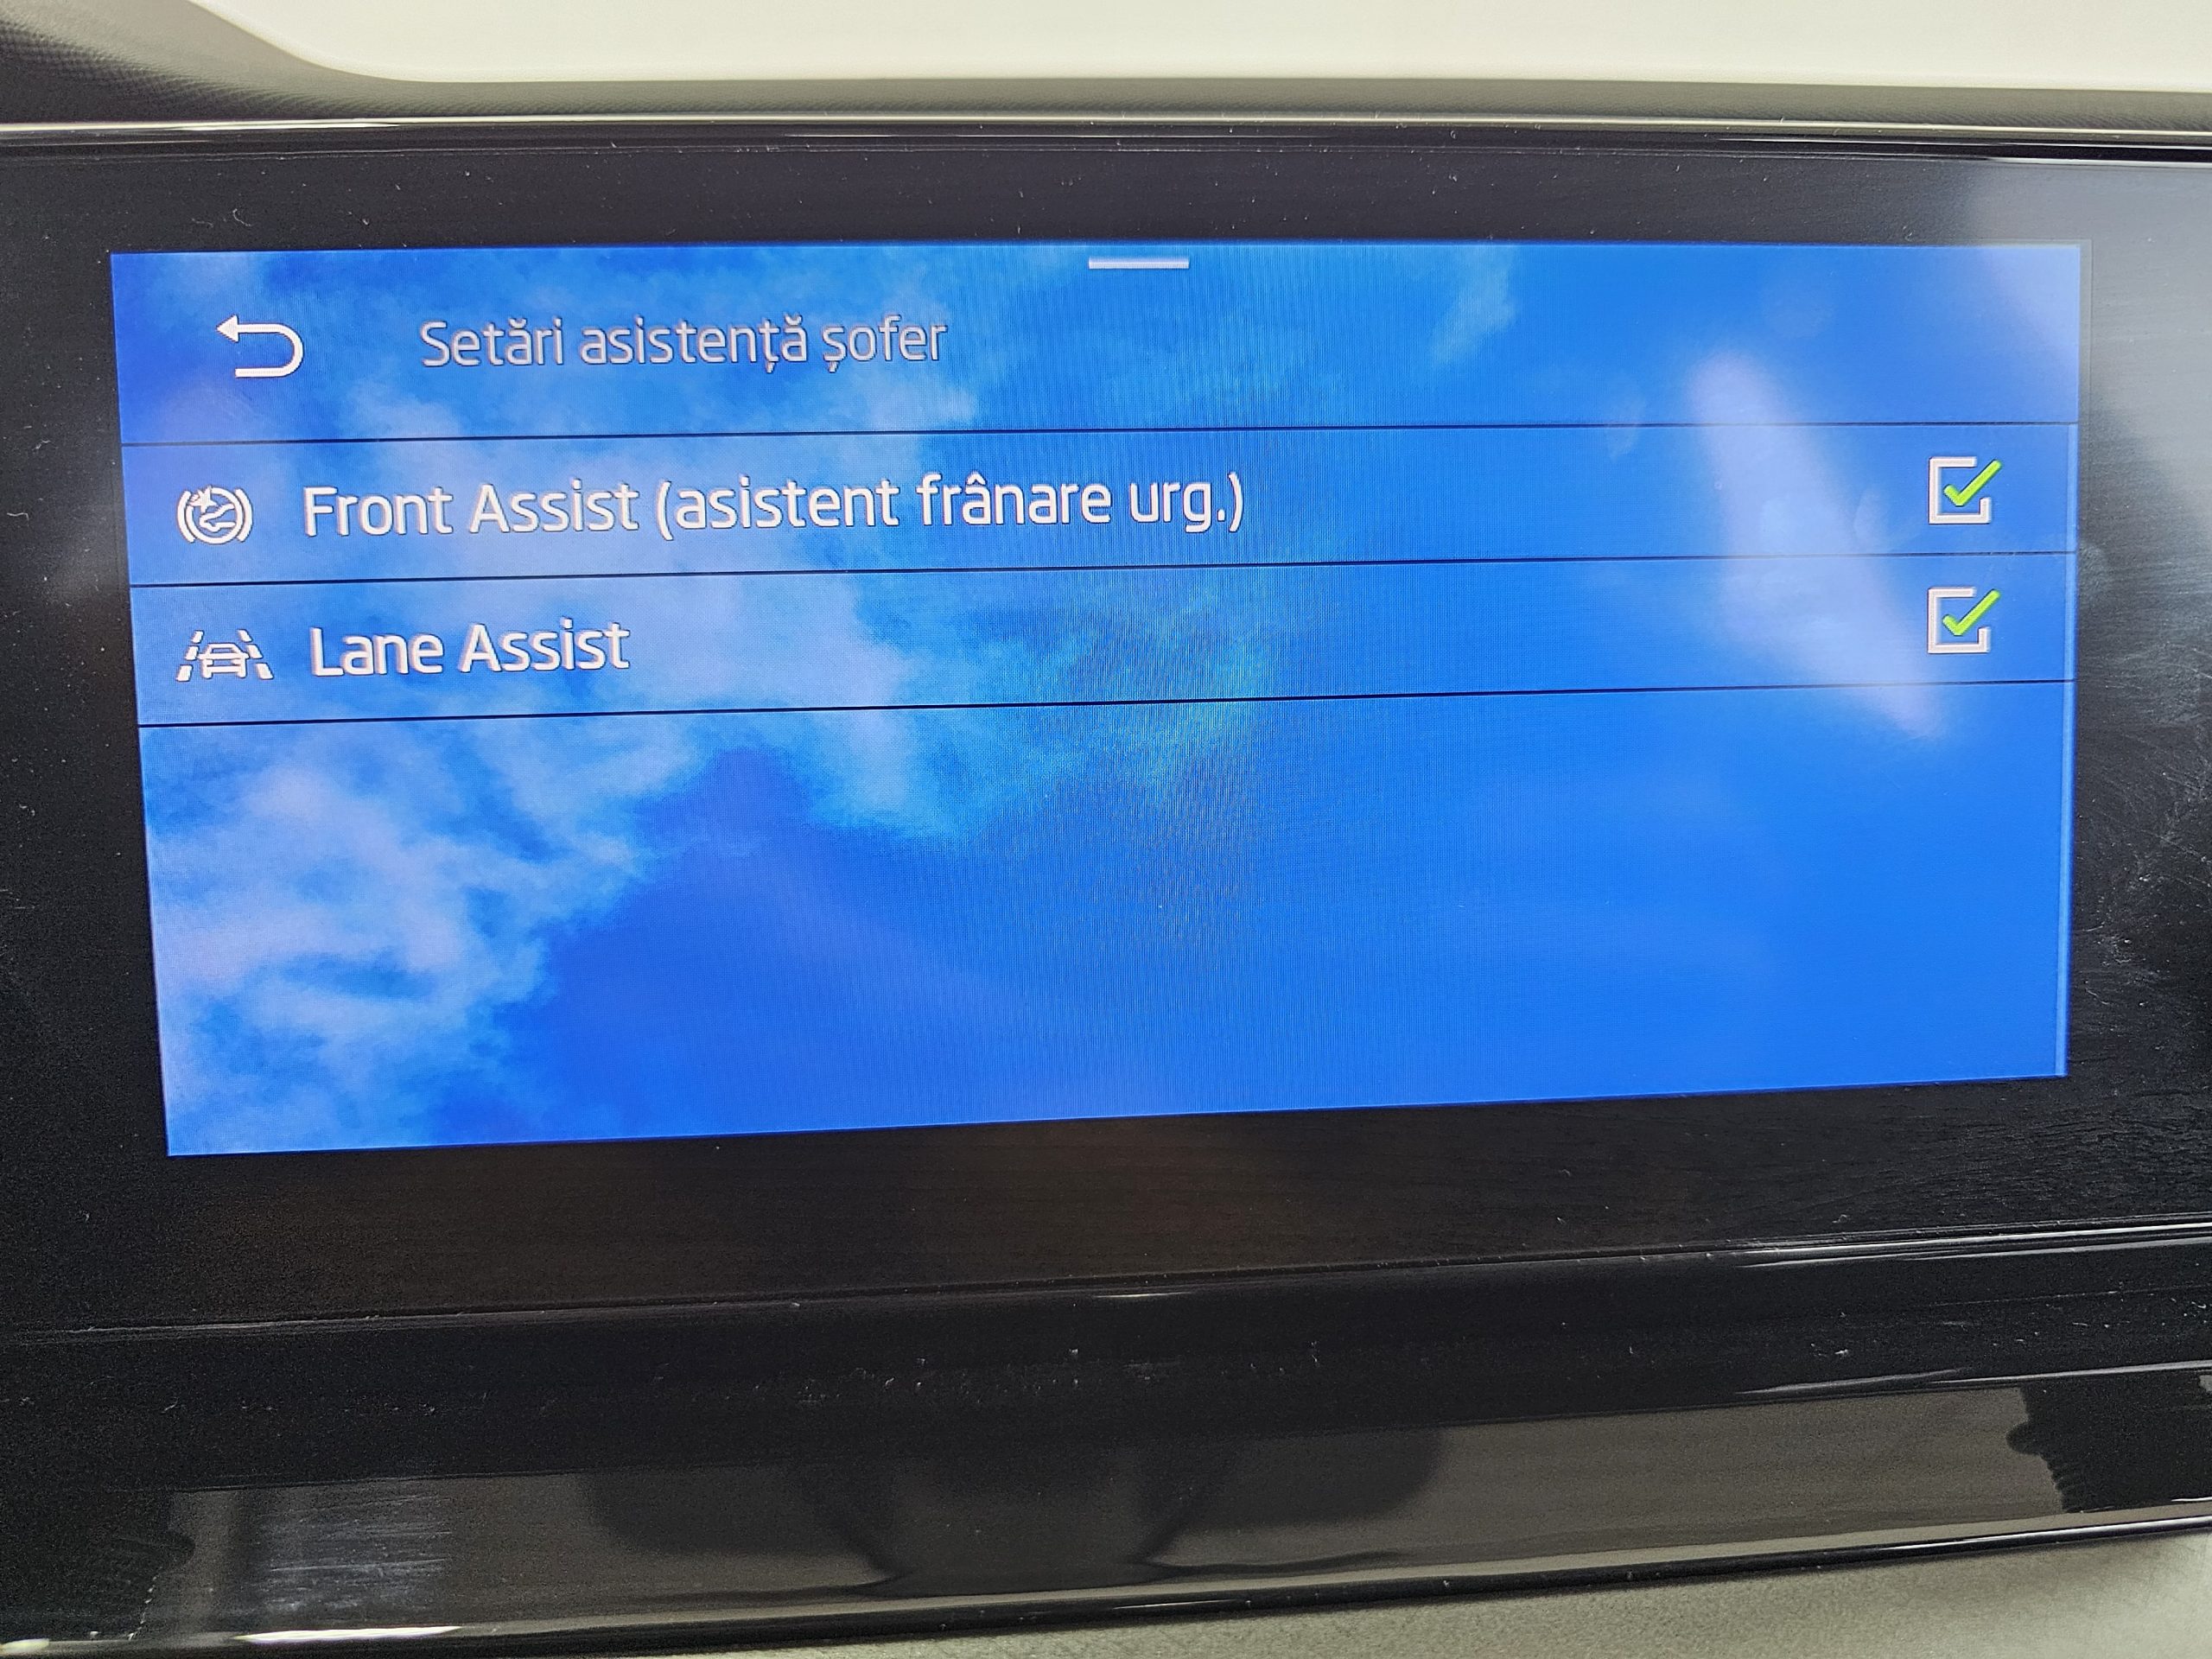 Setări asistență șofer
Front Assist (asistent frânare urg.)
Lane Assist